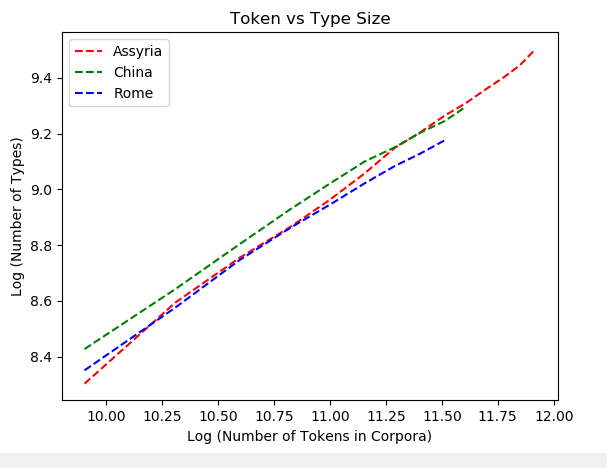 Token vs Type Size
Assyria
China
Rome
Log (Number of Types)
9.4
9.2
9.0
8.8
8.6
8.4
10.00 10.25 10.50 10.75 11.00 11.25 11.50 11.75 12.00
Log (Number of Tokens in Corpora)